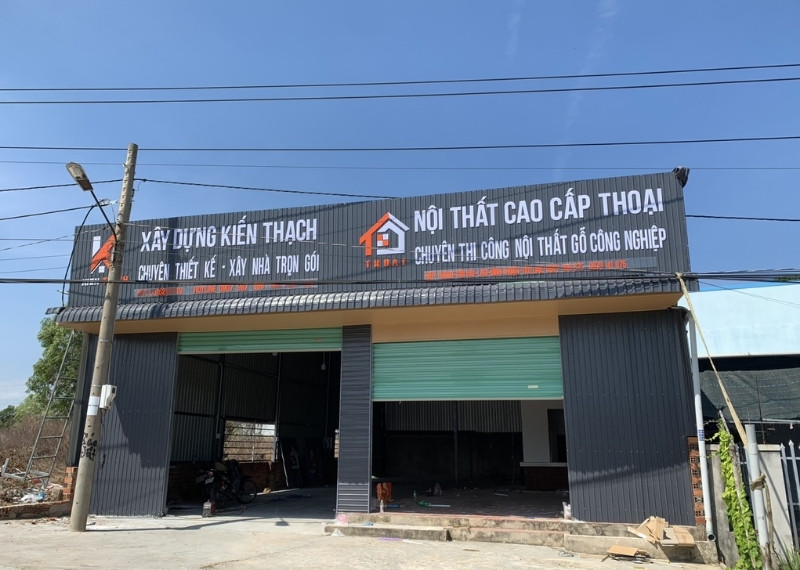 XÂY DỰNG KIẾN THẠCH
CHUYÊN THIẾT KẾ - XÂY NHÀ TRỌN GÓI
THOẠI
NỘI THẤT CAO CẤP THOẠI
CHUYÊN THI CÔNG NỘI THẤT GỖ CÔNG NGHIỆP